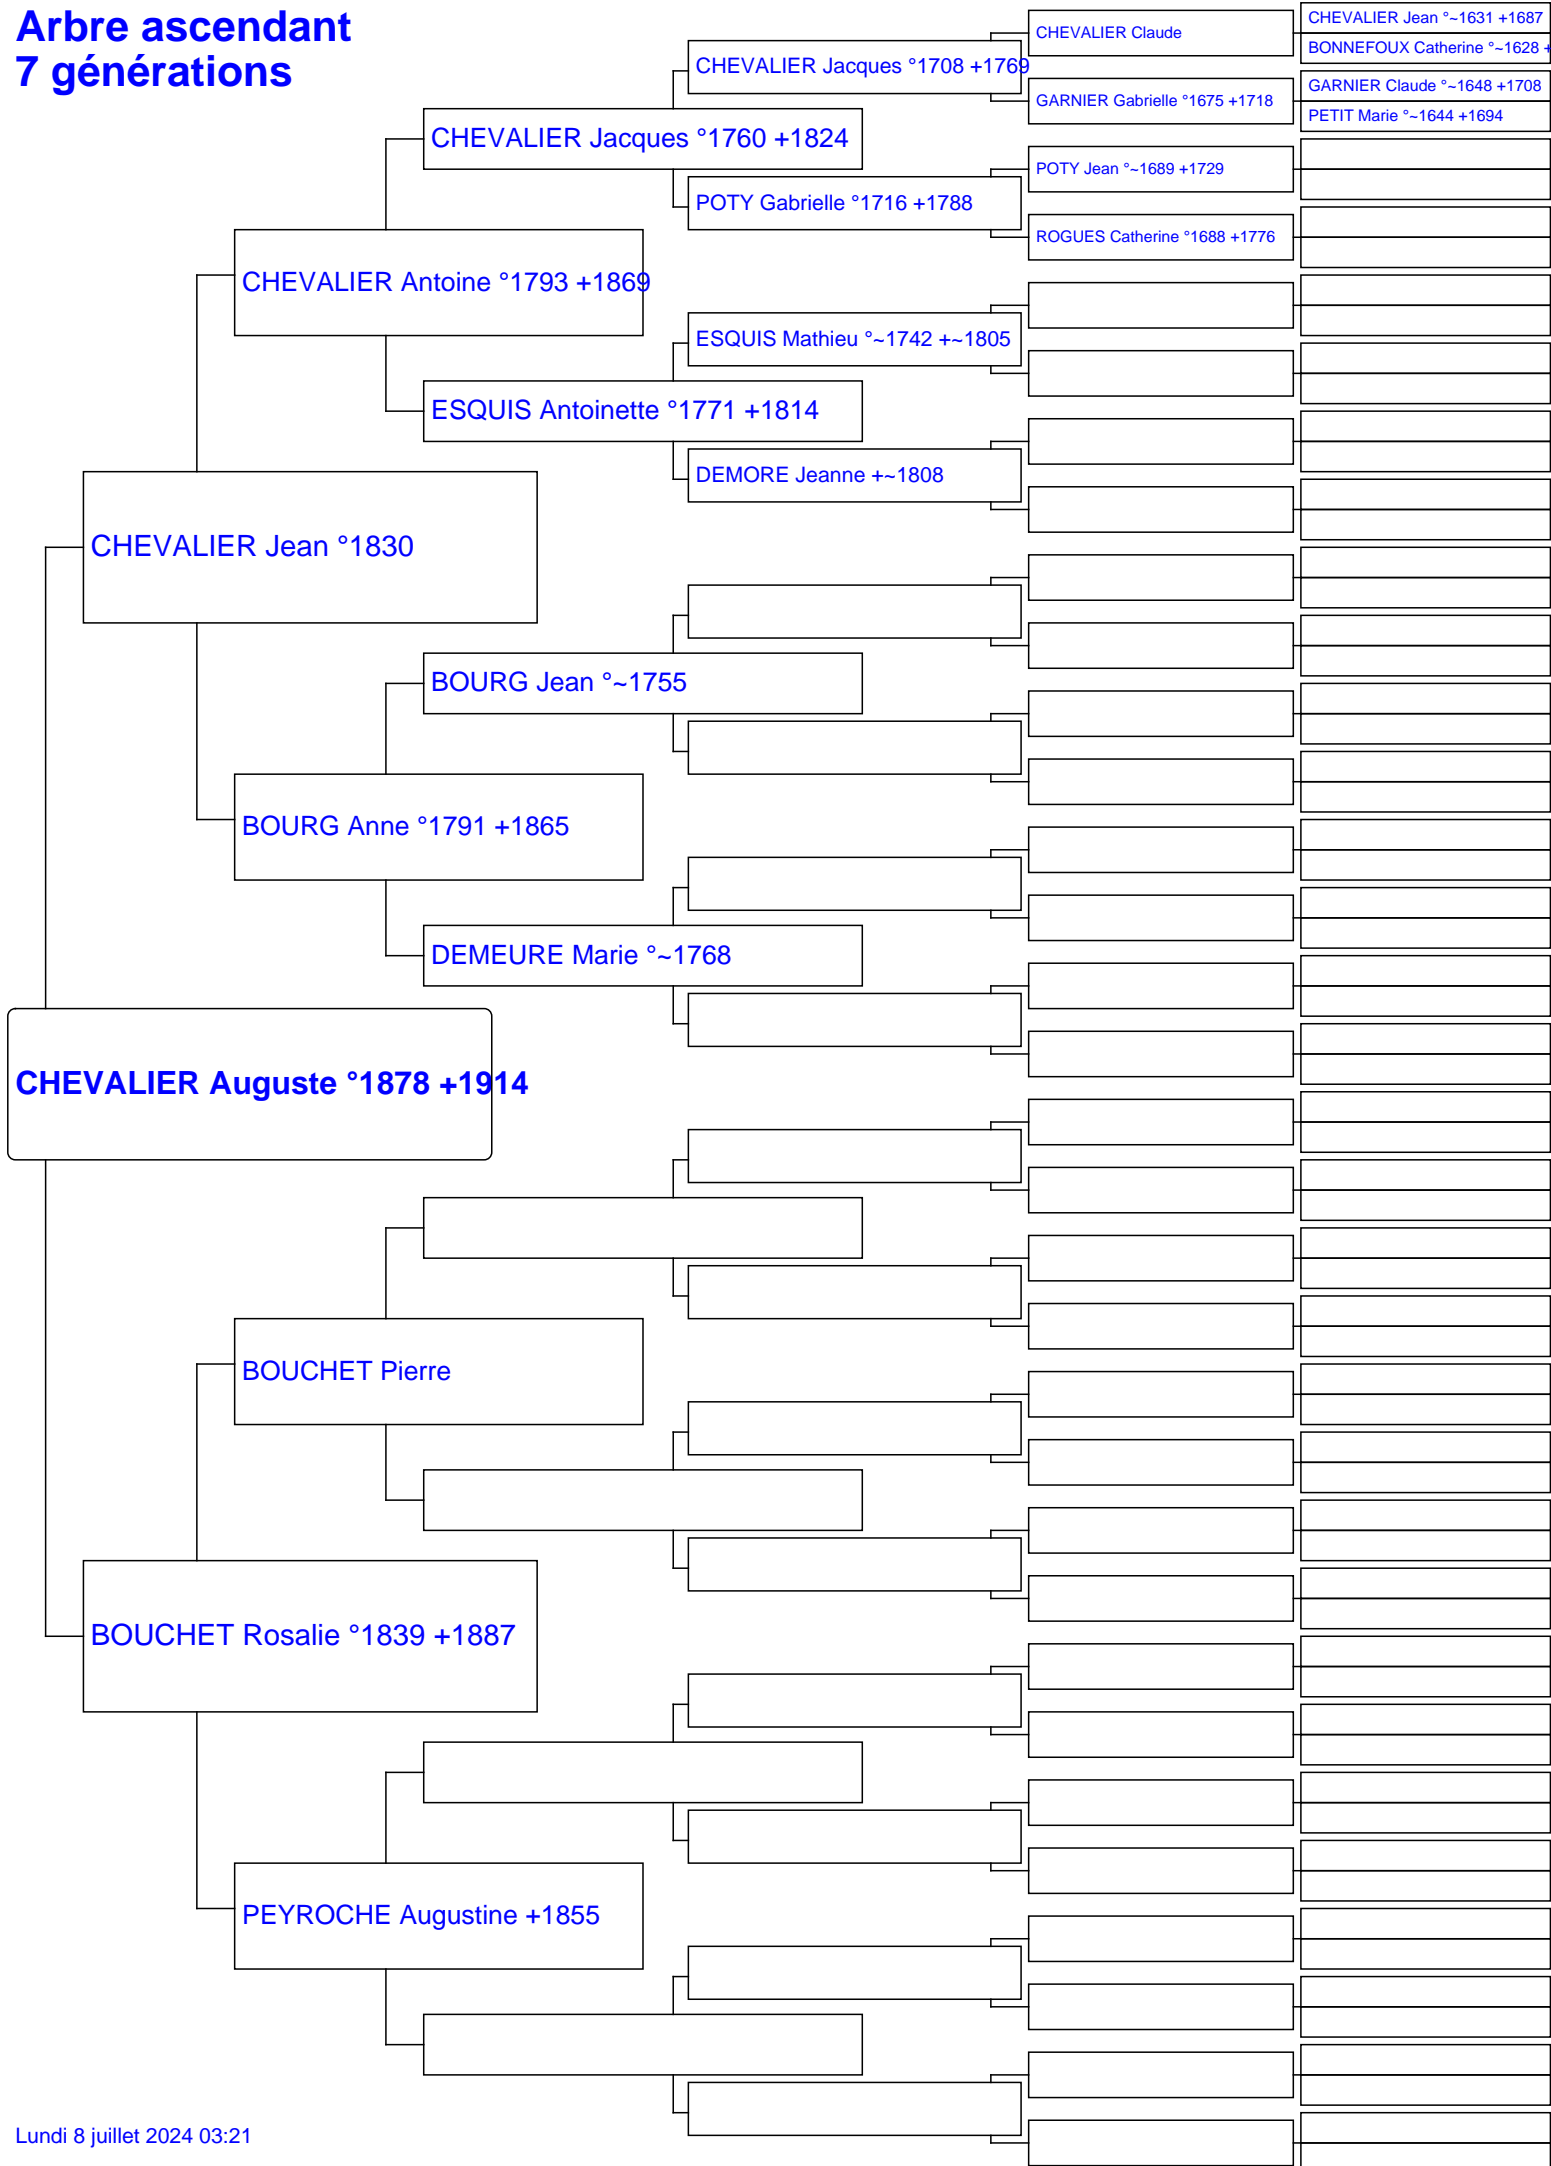 Arbre ascendant
7 générations
CHEVALIER Claude
CHEVALIER Jean °~1631 +1687
BONNEFOUX Catherine °~1628 +
CHEVALIER Jacques °1708 +1769
GARNIER Gabrielle °1675 +1718
GARNIER Claude °~1648 +1708
PETIT Marie °~1644 +1694
CHEVALIER Jacques °1760 +1824
POTY Jean °~1689 +1729
POTY Gabrielle °1716 +1788
ROGUES Catherine °1688 +1776
CHEVALIER Antoine °1793 +1869
ESQUIS Mathieu °~1742 +~1805
ESQUIS Antoinette °1771 +1814
DEMORE Jeanne +~1808
CHEVALIER Jean °1830
BOURG Jean °~1755
BOURG Anne °1791 +1865
DEMEURE Marie °~1768
CHEVALIER Auguste °1878 +1914
BOUCHET Pierre
BOUCHET Rosalie °1839 +1887
PEYROCHE Augustine +1855
Lundi 8 juillet 2024 03:21